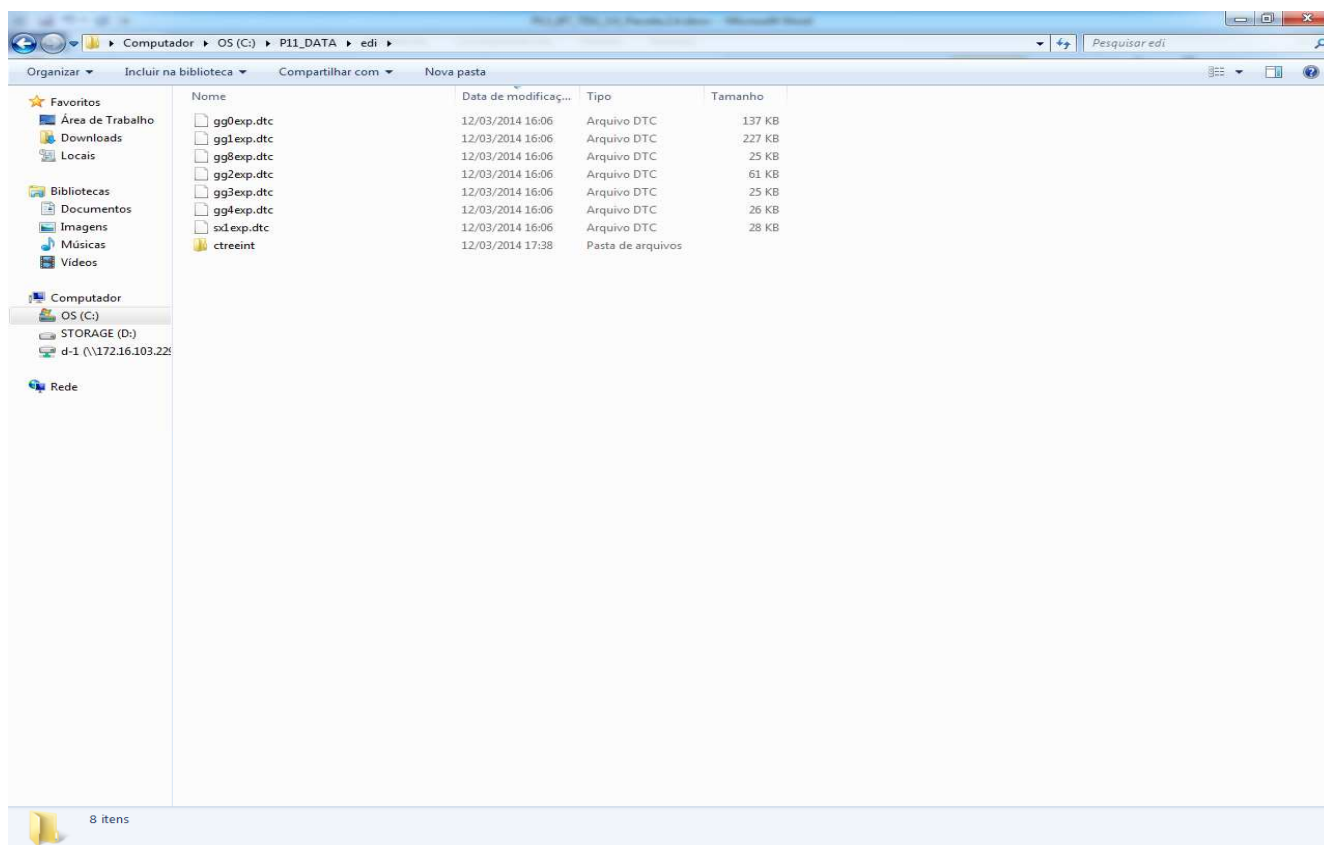 Computador OS (C:) P11_DATA edi Pesquisar edi
Organizar Incluir na biblioteca Compartilhar com Nova pasta
Favoritos
Área de Trabalho
Downloads
Locais
Bibliotecas
Documentos
Imagens
Músicas
Vídeos
Computador
OS (C:)
STORAGE (D:)
d-1 (\\172.16.103.229
Rede
Nome Data de modificaç... Tipo Tamanho
gg0exp.dtc 12/03/2014 16:06 Arquivo DTC 137 KB
gg1exp.dtc 12/03/2014 16:06 Arquivo DTC 227 KB
gg8exp.dtc 12/03/2014 16:06 Arquivo DTC 25 KB
gg2exp.dtc 12/03/2014 16:06 Arquivo DTC 61 KB
gg3exp.dtc 12/03/2014 16:06 Arquivo DTC 25 KB
gg4exp.dtc 12/03/2014 16:06 Arquivo DTC 26 KB
sx1exp.dtc 12/03/2014 16:06 Arquivo DTC 28 KB
ctreeint 12/03/2014 17:38 Pasta de arquivos
8 itens